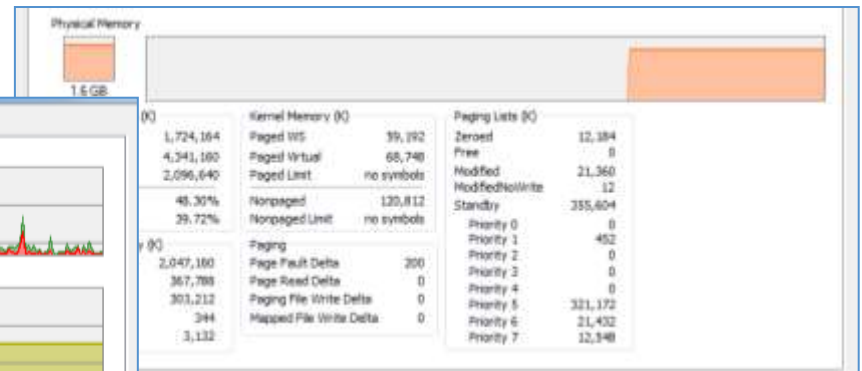 Physical Memory
1.6 GB
(K)
1,724,164
4,341,160
2,096,640
48.30%
39.72%
(K)
2,047,160
367,788
303,212
344
3,132
Kernel Memory (K)
Paged WS 39,192
Paged Virtual 68,748
Paged Limit no symbols
Nonpaged 120,812
Nonpaged Limit no symbols
Paging
Page Fault Delta 200
Page Read Delta 0
Paging File Write Delta 0
Mapped File Write Delta 0
Paging Lists (K)
Zeroed 12,184
Free 0
Modified 21,360
ModifiedNoWrite 12
Standby 355,604
Priority 0 0
Priority 1 452
Priority 2 0
Priority 3 0
Priority 4 0
Priority 5 321,172
Priority 6 21,432
Priority 7 12,548